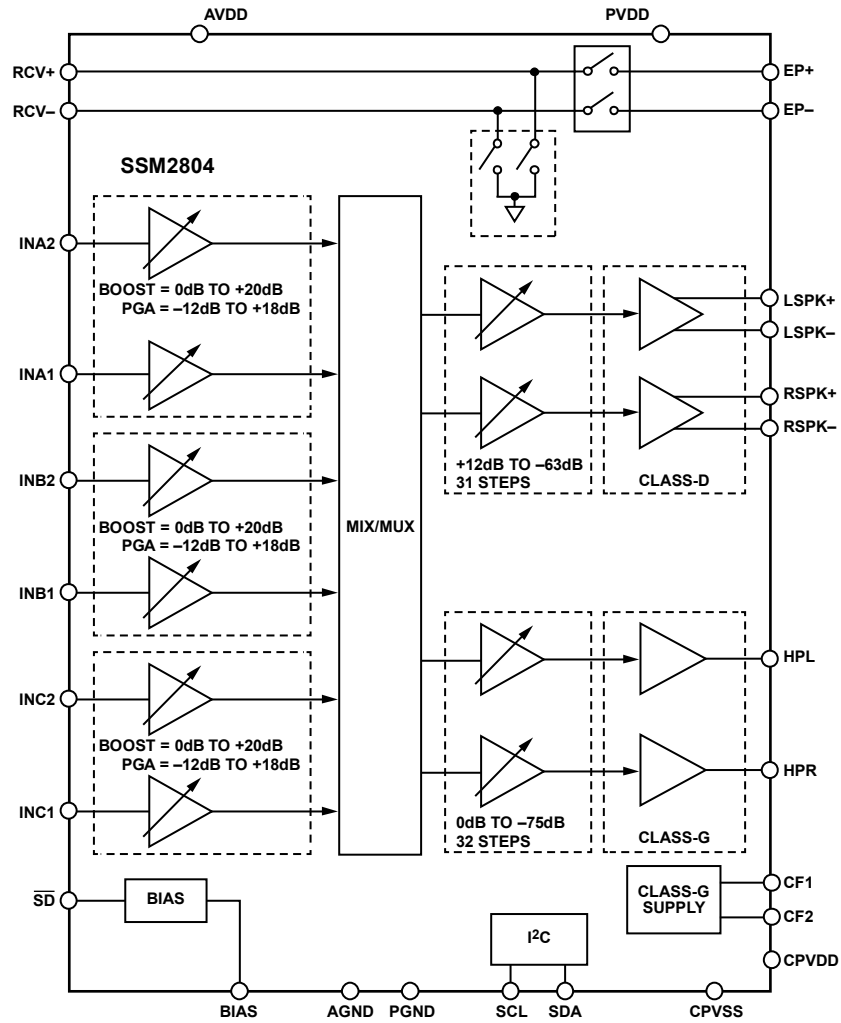 AVDD
PVDD
RCV+
EP+
RCV–
EP–
SSM2804
INA2
BOOST = 0dB TO +20dB
PGA = –12dB TO +18dB
INA1
LSPK+
LSPK–
RSPK+
RSPK–
+12dB TO –63dB
31 STEPS
CLASS-D
INB2
BOOST = 0dB TO +20dB
PGA = –12dB TO +18dB
INB1
MIX/MUX
INC2
BOOST = 0dB TO +20dB
PGA = –12dB TO +18dB
INC1
HPL
HPR
0dB TO –75dB
32 STEPS
CLASS-G
SD
BIAS
CLASS-G
SUPPLY
CF1
CF2
I²C
CPVDD
BIAS
AGND
PGND
SCL
SDA
CPVSS